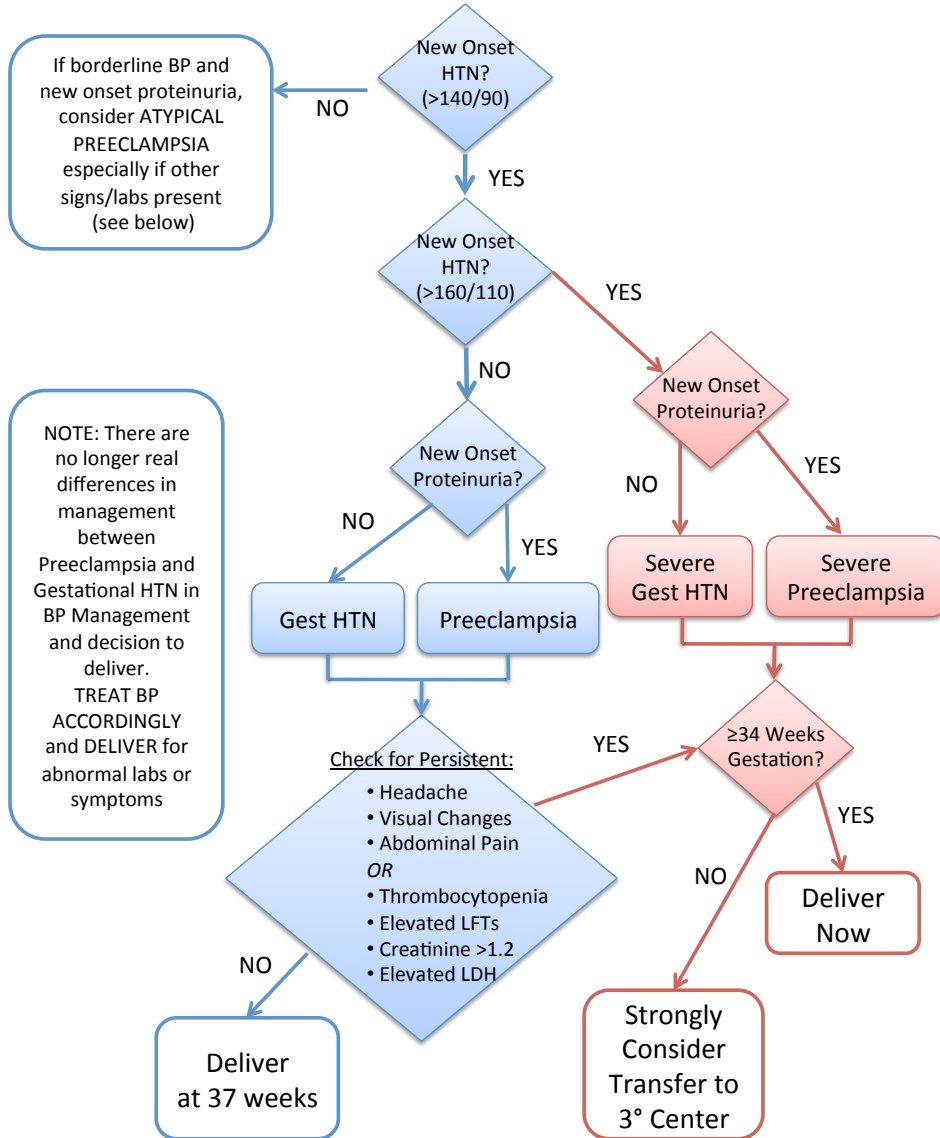 New Onset
HTN?
(>140/90)
NO
If borderline BP and
new onset proteinuria,
consider ATYPICAL
PREECLAMPSIA
especially if other
signs/labs present
(see below)
YES
New Onset
HTN?
(>160/110)
YES
NO
New Onset
Proteinuria?
NO
YES
New Onset
Proteinuria?
NO
YES
NOTE: There are
no longer real
differences in
management
between
Preeclampsia and
Gestational HTN in
BP Management
and decision to
deliver.
TREAT BP
ACCORDINGLY
and DELIVER for
abnormal labs or
symptoms
Gest HTN
Preeclampsia
Severe
Gest HTN
Severe
Preeclampsia
Check for Persistent:
• Headache
• Visual Changes
• Abdominal Pain
OR
• Thrombocytopenia
• Elevated LFTs
• Creatinine >1.2
• Elevated LDH
YES
≥34 Weeks
Gestation?
YES
NO
NO
Deliver
Now
Deliver
at 37 weeks
Strongly
Consider
Transfer to
3° Center